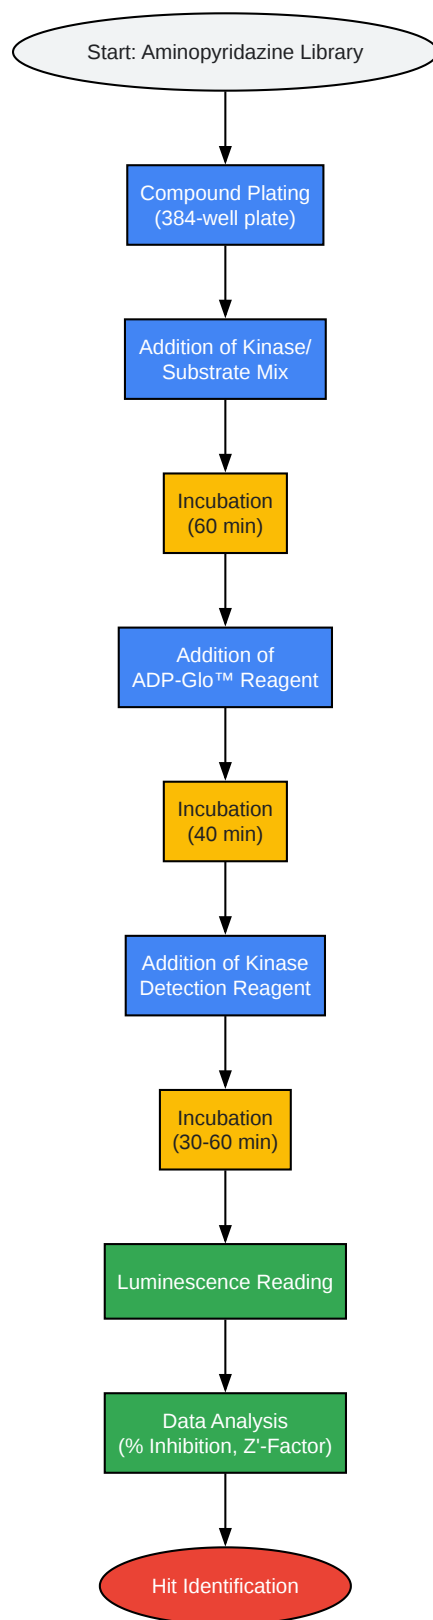 Start: Aminopyridazine Library
Compound Plating
(384-well plate)
Addition of Kinase/
Substrate Mix
Incubation
(60 min)
Addition of
ADP-Glo™ Reagent
Incubation
(40 min)
Addition of Kinase
Detection Reagent
Incubation
(30-60 min)
Luminescence Reading
Data Analysis
(% Inhibition, Z'-Factor)
Hit Identification